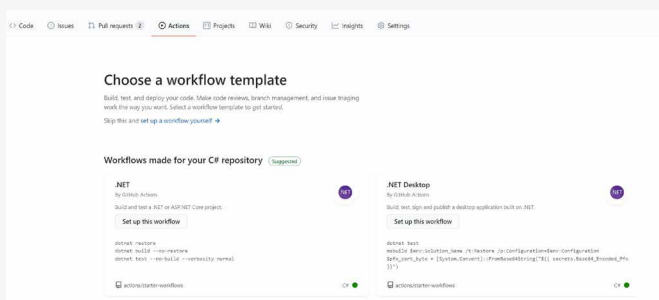 Code Issues Pull requests 2 Actions Projects Wiki Security Insights Settings
Choose a workflow template
Build, test, and deploy your code. Make code reviews, branch management, and issue triaging
work the way you want. Select a workflow template to get started.
Skip this and set up a workflow yourself →
Workflows made for your C# repository Suggested
.NET
By GitHub Actions
NET
Build and test a .NET or ASP.NET Core project.
Set up this workflow
dotnet restore
dotnet build --no-restore
dotnet test --no-build --verbosity normal
actions/starter-workflows
C#
.NET Desktop
By GitHub Actions
NET
Build, test, sign and publish a desktop application built on .NET.
Set up this workflow
dotnet test
msbuild $env:Solution_Name /t:Restore /p:Configuration=$env:Configuration
$pfx_cert_byte = [System.Convert]::FromBase64String("${{ secrets.Base64_Encoded_Pfx
}}")
actions/starter-workflows
C#